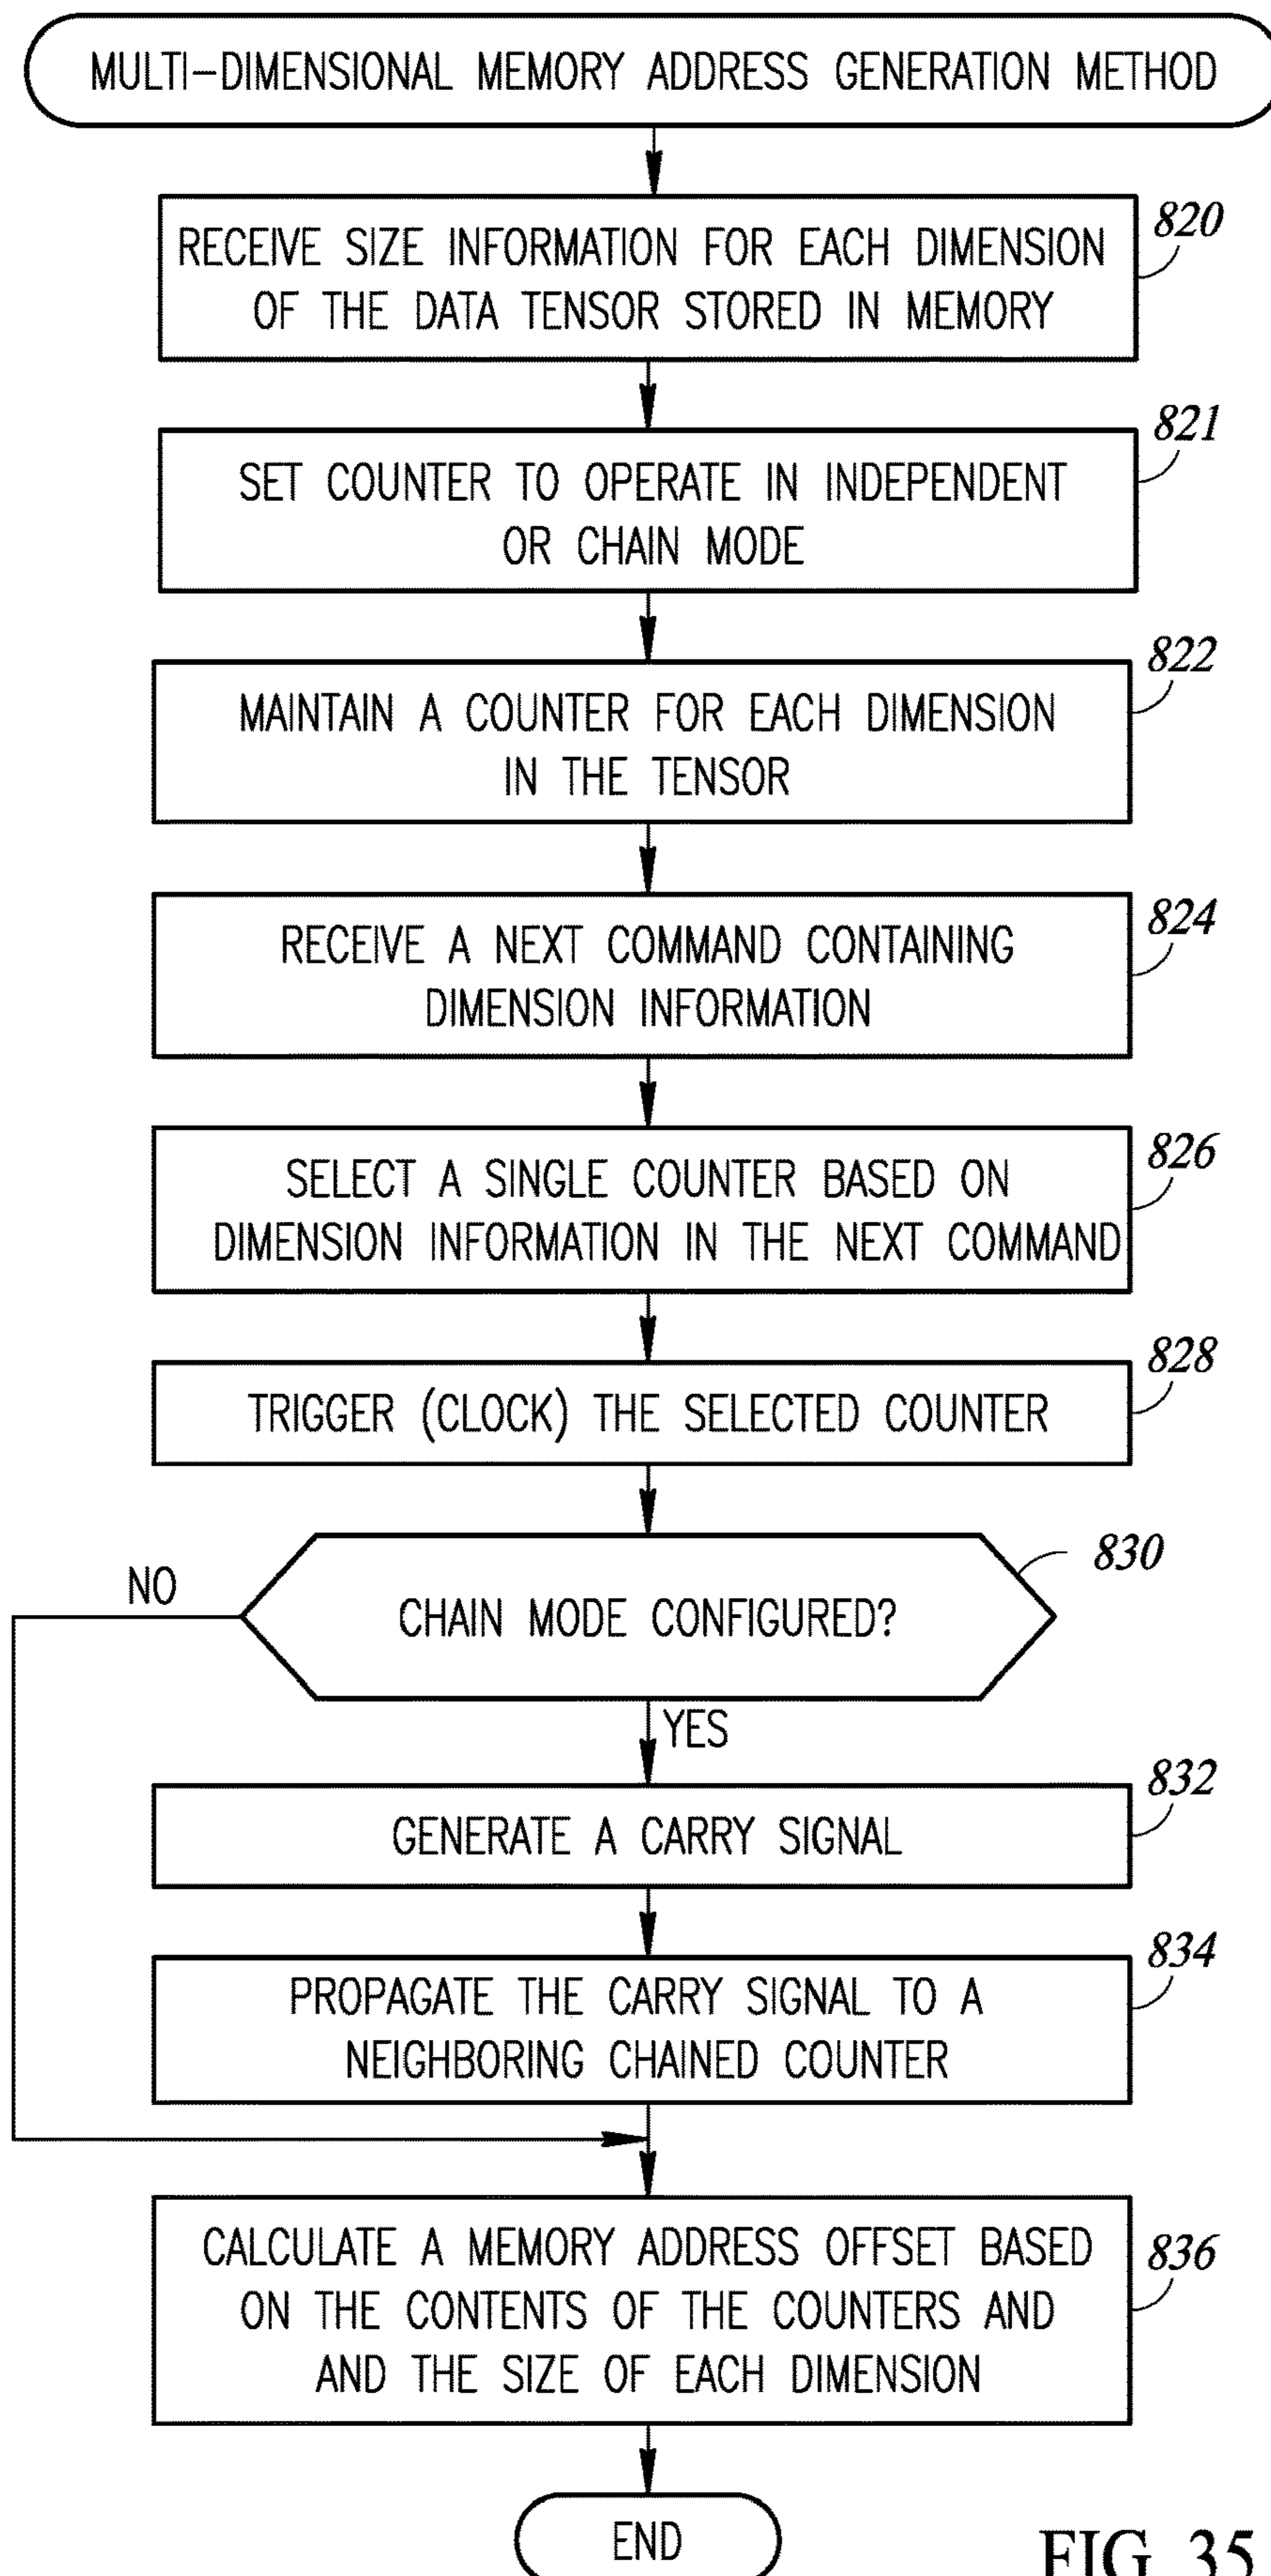 MULTI-DIMENSIONAL MEMORY ADDRESS GENERATION METHOD
RECEIVE SIZE INFORMATION FOR EACH DIMENSION
OF THE DATA TENSOR STORED IN MEMORY
820
SET COUNTER TO OPERATE IN INDEPENDENT
OR CHAIN MODE
821
MAINTAIN A COUNTER FOR EACH DIMENSION
IN THE TENSOR
822
RECEIVE A NEXT COMMAND CONTAINING
DIMENSION INFORMATION
824
SELECT A SINGLE COUNTER BASED ON
DIMENSION INFORMATION IN THE NEXT COMMAND
826
TRIGGER (CLOCK) THE SELECTED COUNTER
828
CHAIN MODE CONFIGURED?
830
NO
YES
GENERATE A CARRY SIGNAL
832
PROPAGATE THE CARRY SIGNAL TO A
NEIGHBORING CHAINED COUNTER
834
CALCULATE A MEMORY ADDRESS OFFSET BASED
ON THE CONTENTS OF THE COUNTERS AND
AND THE SIZE OF EACH DIMENSION
836
END
FIG. 35